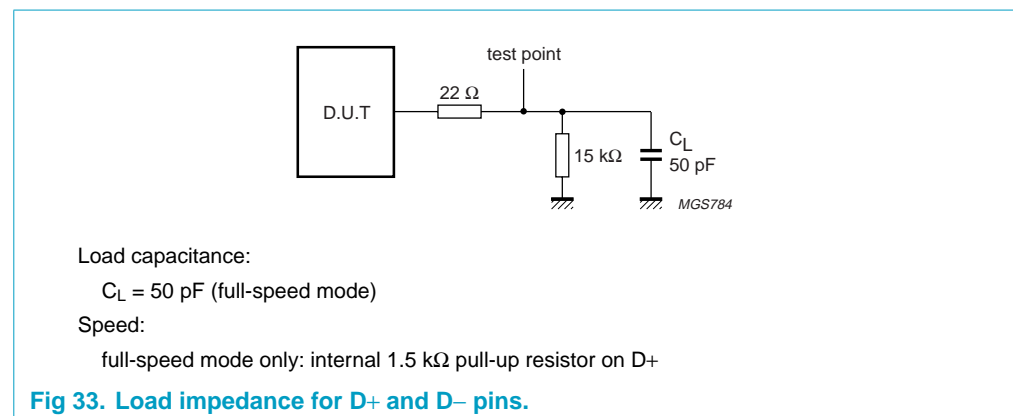 test point
22 Ω
D.U.T
15 kΩ
C_L
50 pF
MGS784
Load capacitance:
C_L = 50 pF (full-speed mode)
Speed:
full-speed mode only: internal 1.5 kΩ pull-up resistor on D+
Fig 33. Load impedance for D+ and D− pins.